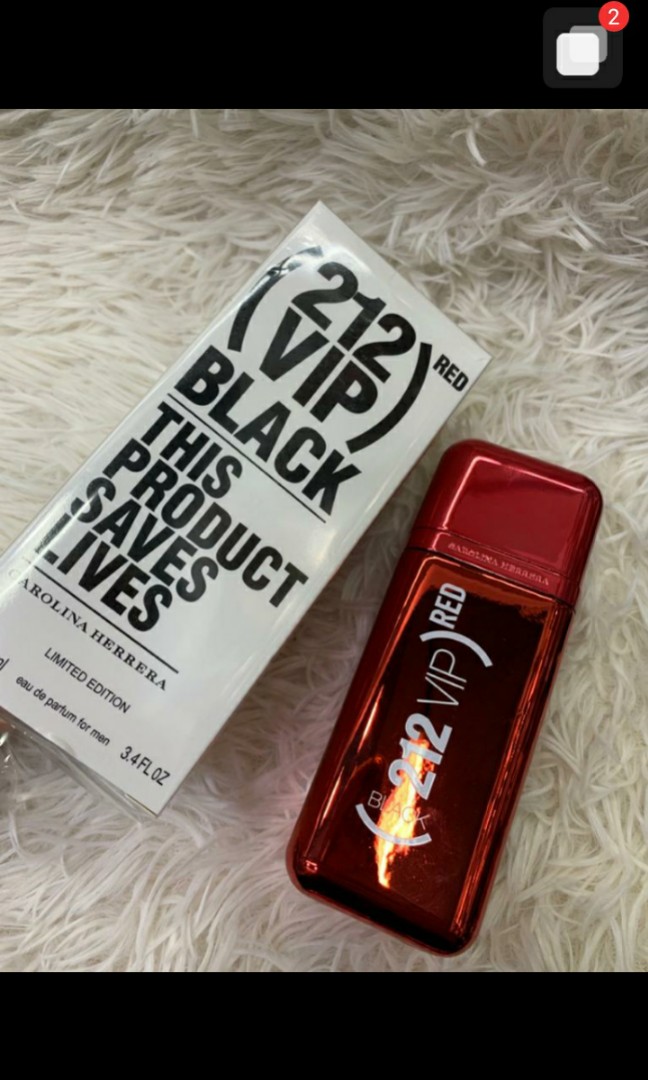 2
(212
VIP)
RED
BLACK
THIS
PRODUCT
SAVES
LIVES
CAROLINA HERRERA
LIMITED EDITION
eau de parfum for men
3.4 FL OZ
CAROLINA HERRERA
(BLACK 212 VIP) RED